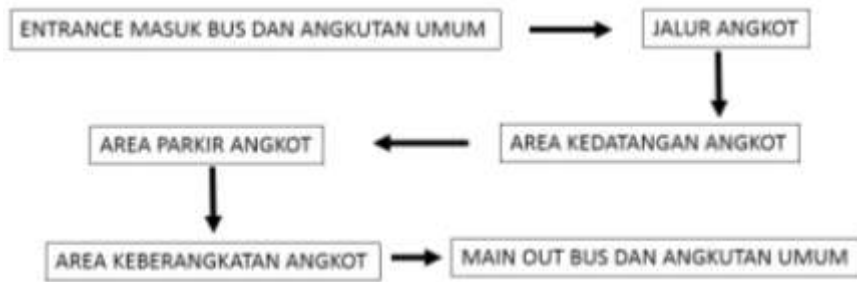 ENTRANCE MASUK BUS DAN ANGKUTAN UMUM
JALUR ANGKOT
AREA KEDATANGAN ANGKOT
AREA PARKIR ANGKOT
AREA KEBERANGKATAN ANGKOT
MAIN OUT BUS DAN ANGKUTAN UMUM